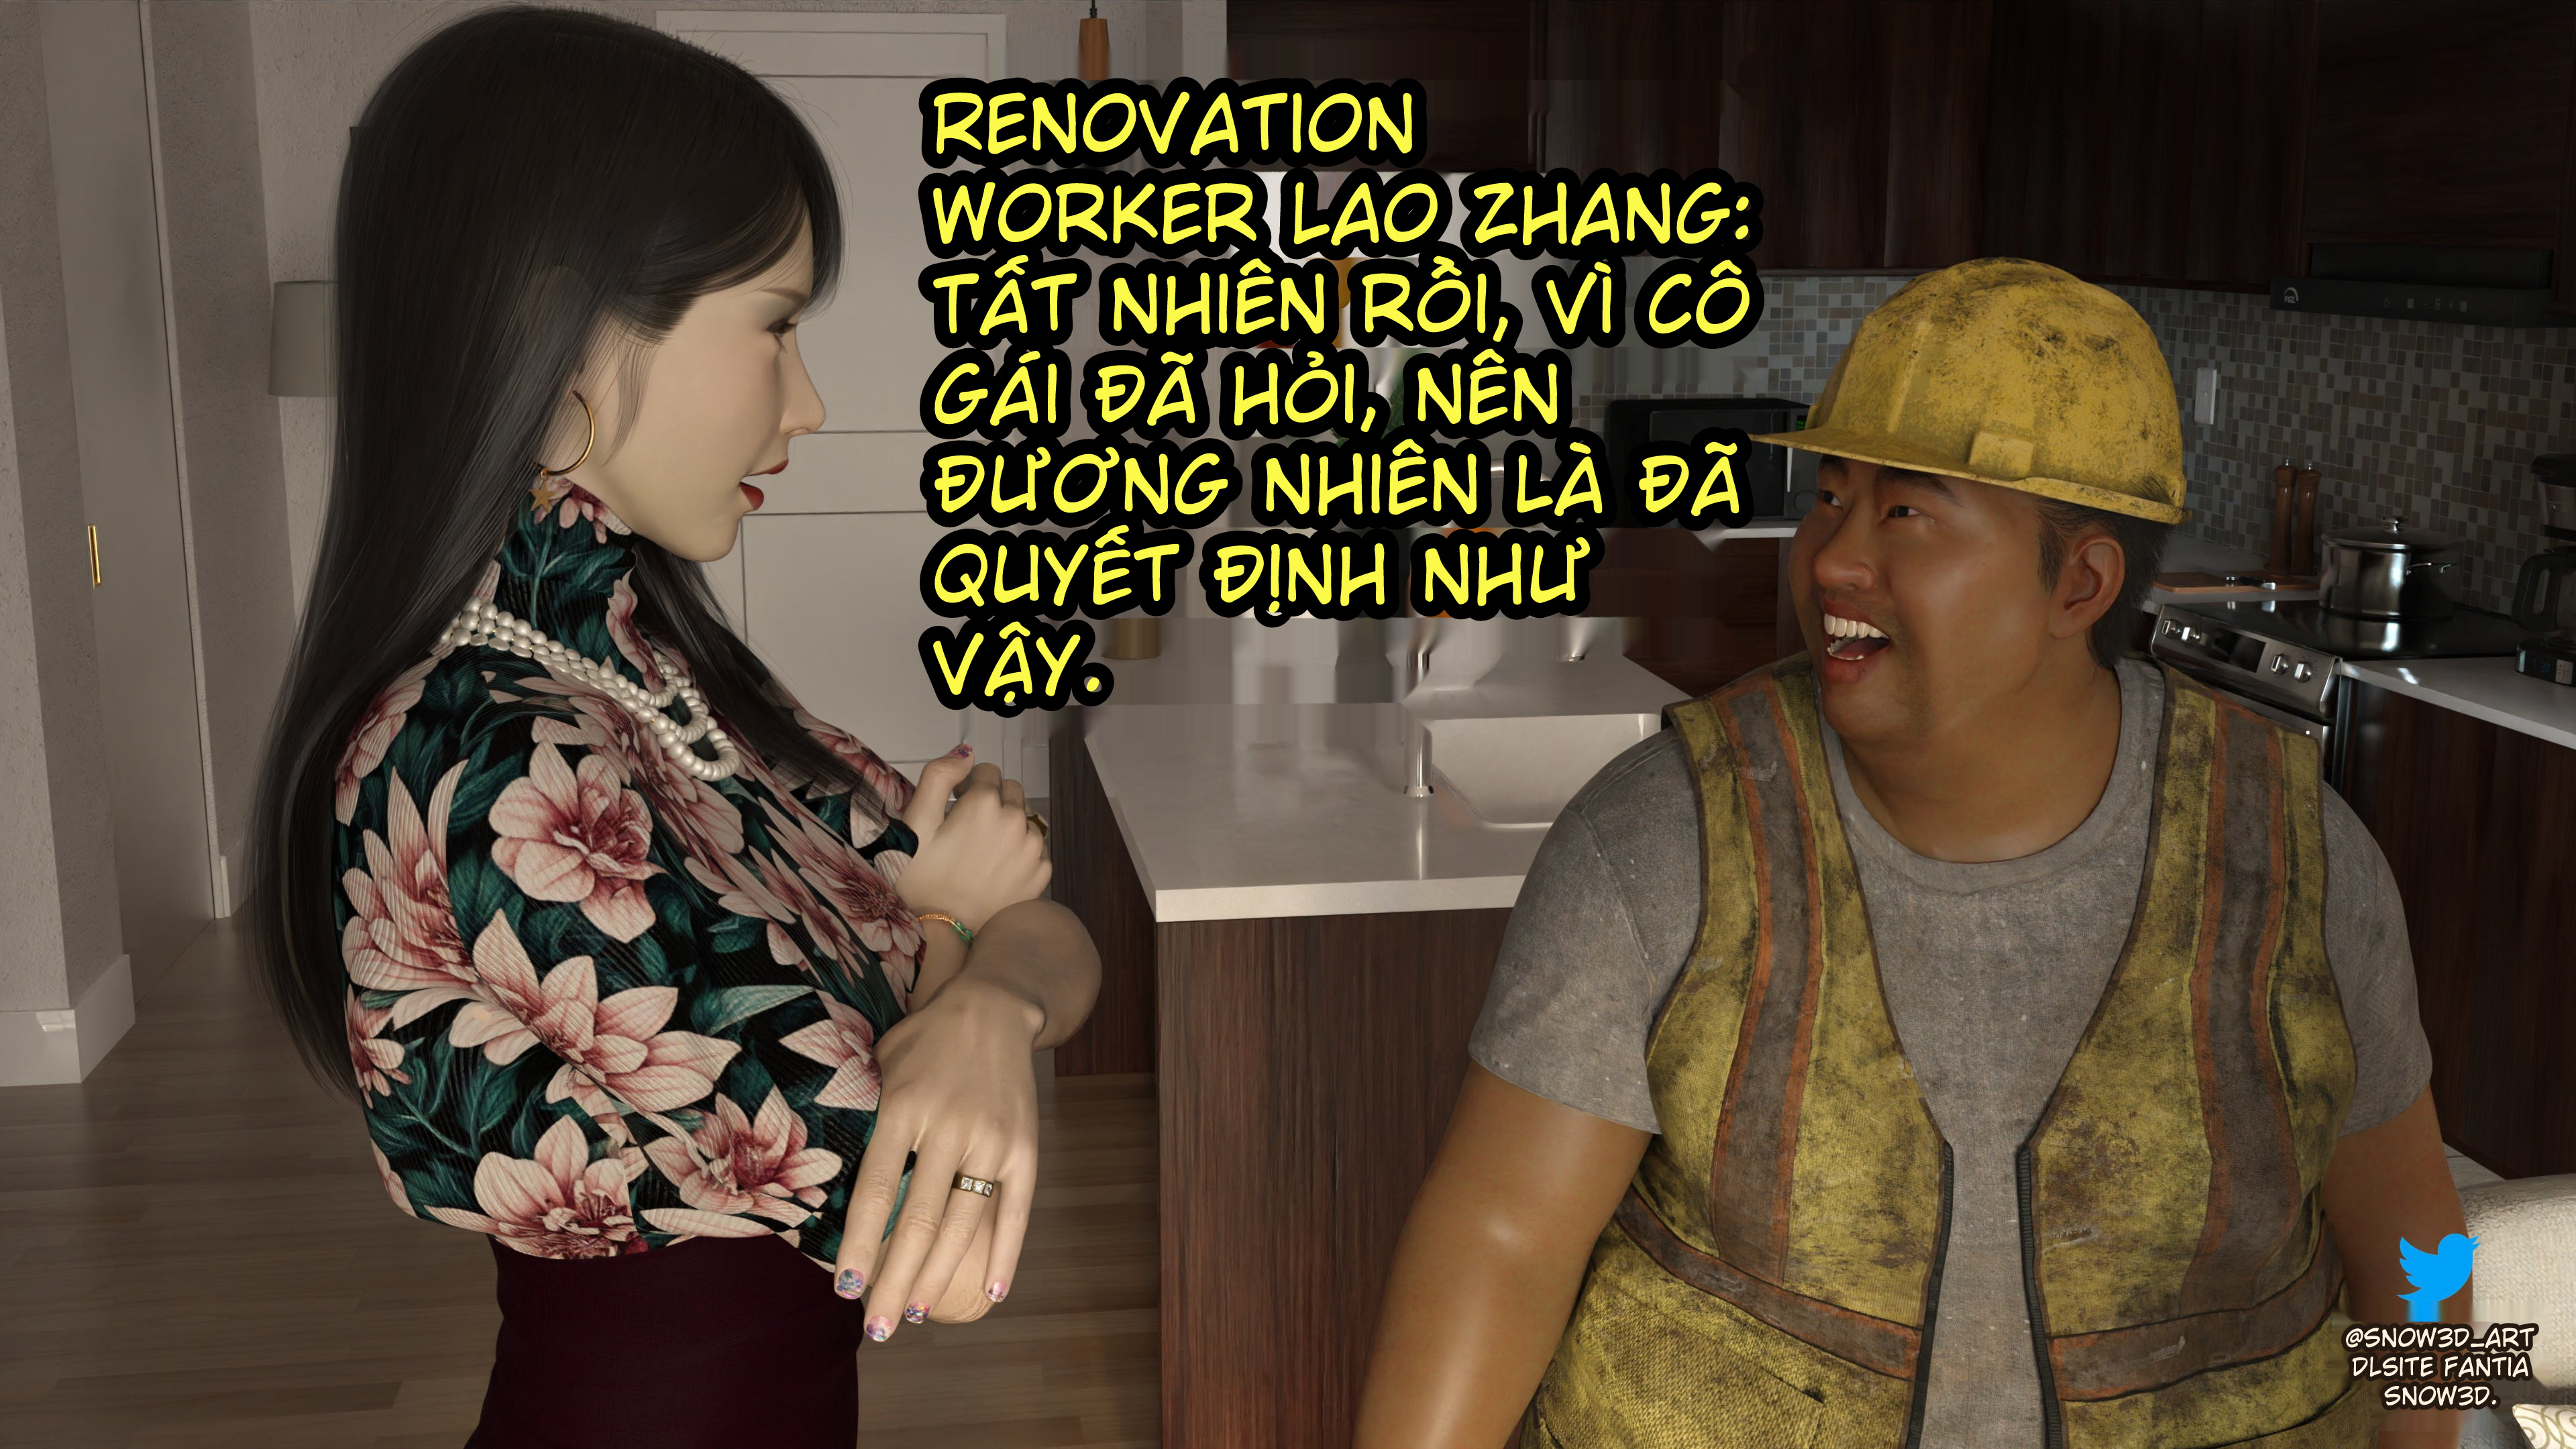 RENOVATION
WORKER LAO ZHANG:
TẤT NHIÊN RỒI, VÌ CÔ
GÁI ĐÃ HỎI, NÊN
ĐƯƠNG NHIÊN LÀ ĐÃ
QUYẾT ĐỊNH NHƯ
VẬY.
@SNOW3D_ART
DLSITE FANTIA
SNOW3D.